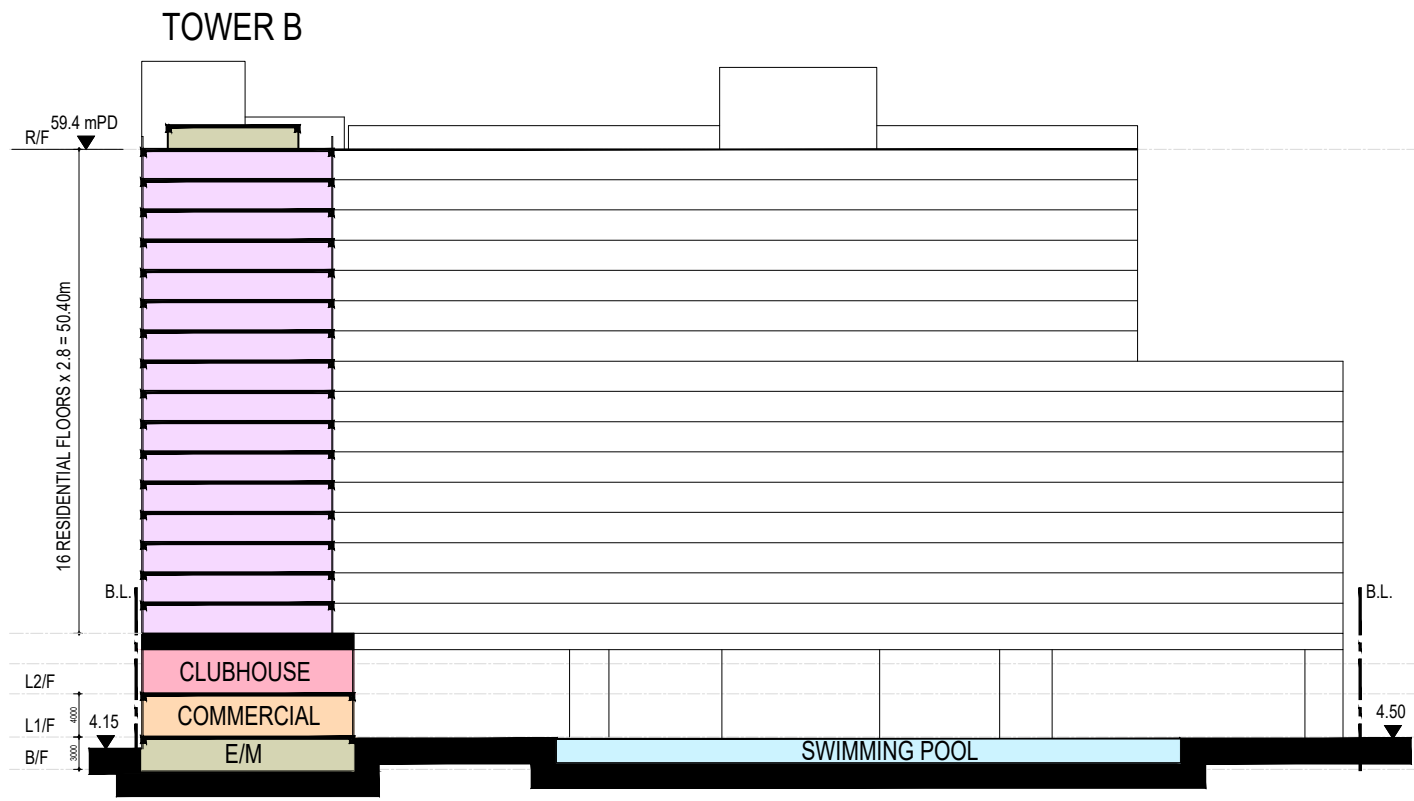 TOWER B
59.4 mPD
R/F
16 RESIDENTIAL FLOORS x 2.8 = 50.40m
B.L.
B.L.
CLUBHOUSE
L2/F
COMMERCIAL
4000
4.15
4.50
L1/F
E/M
SWIMMING POOL
3000
B/F